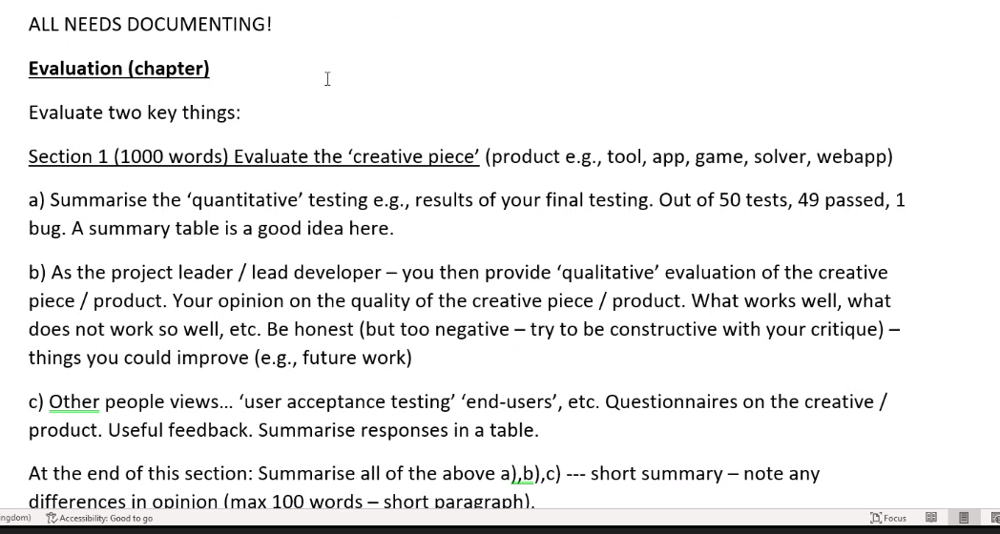 ALL NEEDS DOCUMENTING!
Evaluation (chapter)
Evaluate two key things:
Section 1 (1000 words) Evaluate the ‘creative piece’ (product e.g., tool, app, game, solver, webapp)
a) Summarise the ‘quantitative’ testing e.g., results of your final testing. Out of 50 tests, 49 passed, 1
bug. A summary table is a good idea here.
b) As the project leader / lead developer – you then provide ‘qualitative’ evaluation of the creative
piece / product. Your opinion on the quality of the creative piece / product. What works well, what
does not work so well, etc. Be honest (but too negative – try to be constructive with your critique) –
things you could improve (e.g., future work)
c) Other people views... ‘user acceptance testing’ ‘end-users’, etc. Questionnaires on the creative /
product. Useful feedback. Summarise responses in a table.
At the end of this section: Summarise all of the above a),b),c) --- short summary – note any
differences in opinion (max 100 words – short paragraph).
ngdom) Accessibility: Good to go Focus